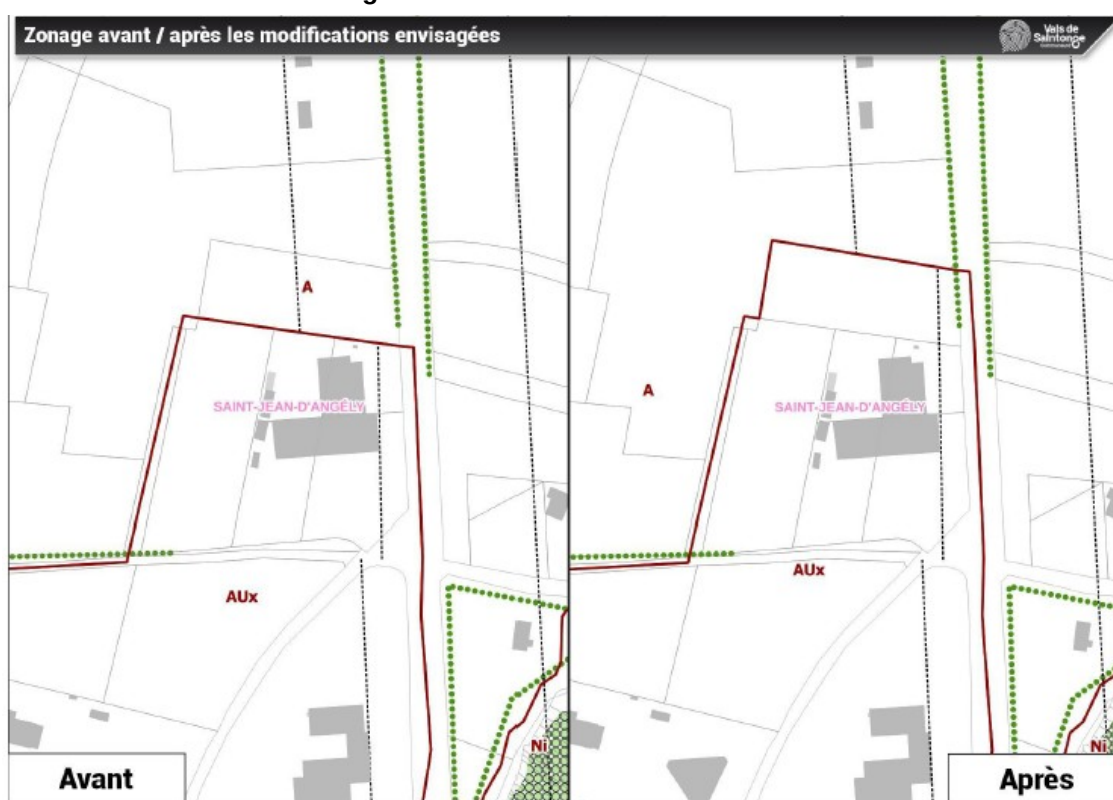 Zonage avant / après les modifications envisagées
Vals de
Saintonge
Communauté
A
SAINT-JEAN-D'ANGÉLY
AUx
Ni
Avant
A
SAINT-JEAN-D'ANGÉLY
AUx
Ni
Après